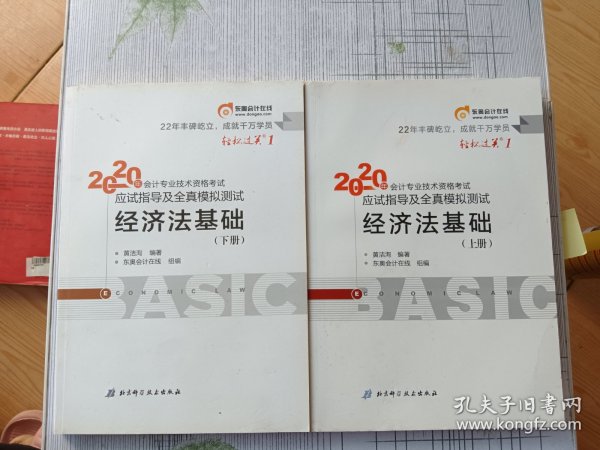 东奥会计在线
www.dongao.com
22年丰碑屹立，成就千万学员
轻松过关®1
2020年会计专业技术资格考试
应试指导及全真模拟测试
经济法基础
（下册）
黄洁洵 编著
东奥会计在线 组编
BASIC
ECONOMIC LAW
北京科学技术出版社
东奥会计在线
www.dongao.com
22年丰碑屹立，成就千万学员
轻松过关®1
2020年会计专业技术资格考试
应试指导及全真模拟测试
经济法基础
（上册）
黄洁洵 编著
东奥会计在线 组编
BASIC
ECONOMIC LAW
北京科学技术出版社
孔夫子旧书网
www.kongfz.com